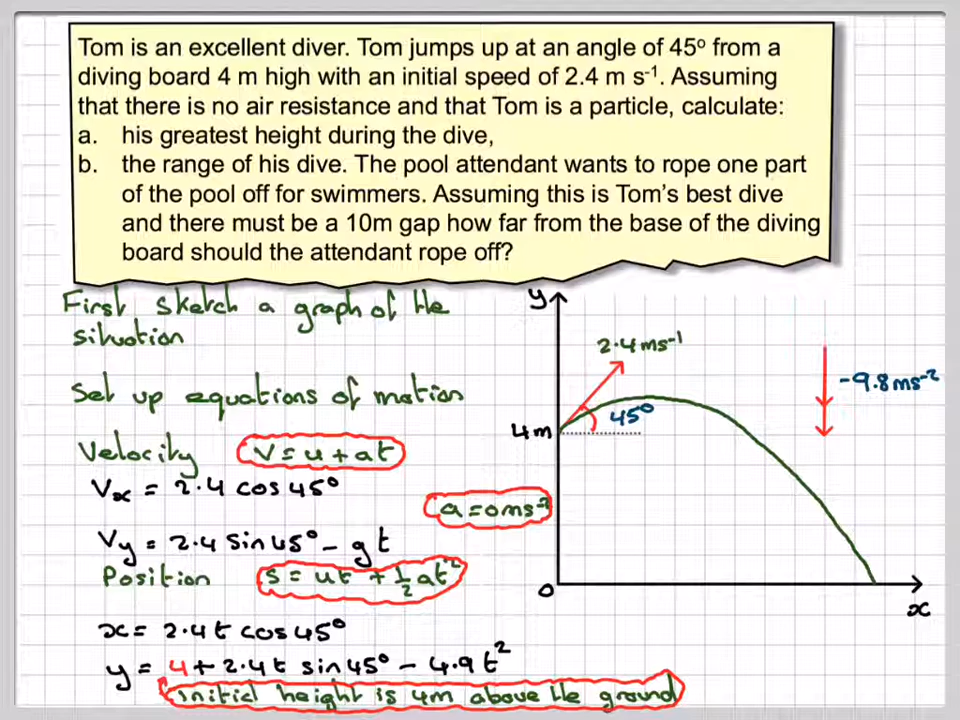 Tom is an excellent diver. Tom jumps up at an angle of 45º from a
diving board 4 m high with an initial speed of 2.4 m s⁻¹. Assuming
that there is no air resistance and that Tom is a particle, calculate:
a. his greatest height during the dive,
b. the range of his dive. The pool attendant wants to rope one part
of the pool off for swimmers. Assuming this is Tom's best dive
and there must be a 10m gap how far from the base of the diving
board should the attendant rope off?
First sketch a graph of the
situation
Set up equations of motion
Velocity v = u + at
Vx = 2.4 cos 45°
a = 0 ms⁻²
Vy = 2.4 sin 45° - gt
Position s = ut + ½at²
x = 2.4t cos 45°
y = 4 + 2.4t sin 45° - 4.9t²
initial height is 4m above the ground
y
2.4 ms⁻¹
-9.8 ms⁻²
45°
4m
0
x